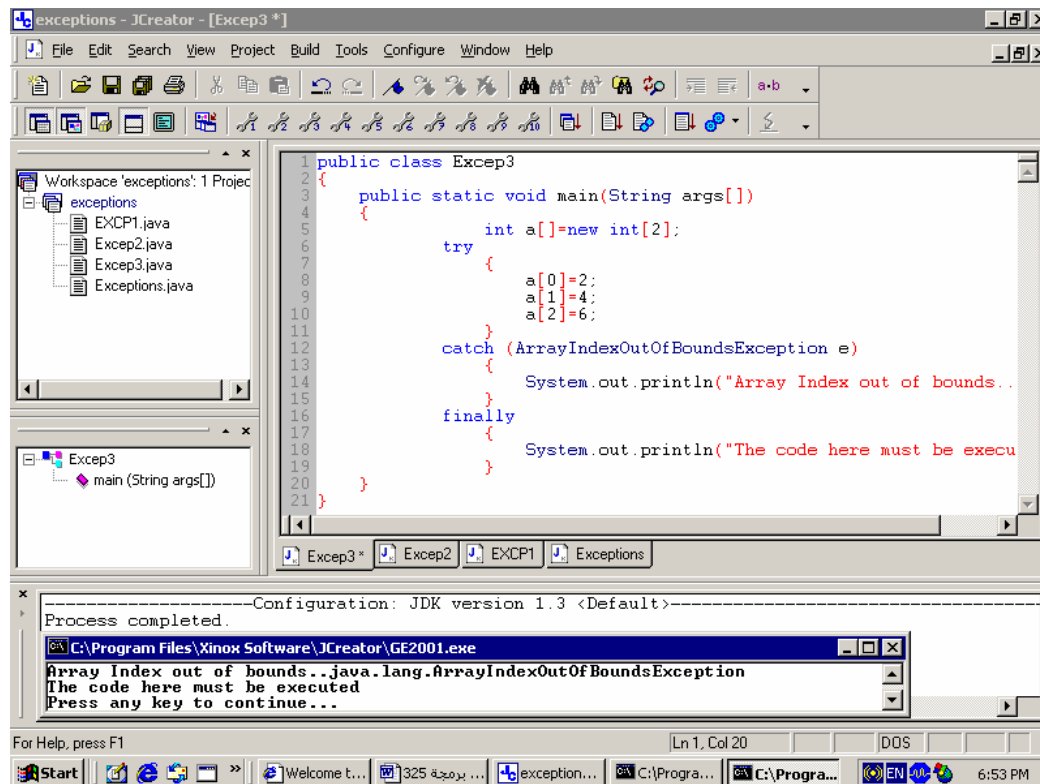 exceptions - JCreator - [Excep3 *]
File Edit Search View Project Build Tools Configure Window Help
a•b
Workspace 'exceptions': 1 Projec
exceptions
EXCP1.java
Excep2.java
Excep3.java
Exceptions.java
Excep3
main (String args[])
1 public class Excep3
2 {
3 public static void main(String args[])
4 {
5 int a[]=new int[2];
6 try
7 {
8 a[0]=2;
9 a[1]=4;
10 a[2]=6;
11 }
12 catch (ArrayIndexOutOfBoundsException e)
13 {
14 System.out.println("Array Index out of bounds..
15 }
16 finally
17 {
18 System.out.println("The code here must be execu
19 }
20 }
21 }
Excep3 * Excep2 EXCP1 Exceptions
--------------------Configuration: JDK version 1.3 <Default>------------------------------------
Process completed.
C:\Program Files\Xinox Software\JCreator\GE2001.exe
Array Index out of bounds..java.lang.ArrayIndexOutOfBoundsException
The code here must be executed
Press any key to continue...
For Help, press F1 Ln 1, Col 20 DOS
Start » Welcome t... برمجة 325 ... exception... C:\Progra... C:\Progra... EN 6:53 PM